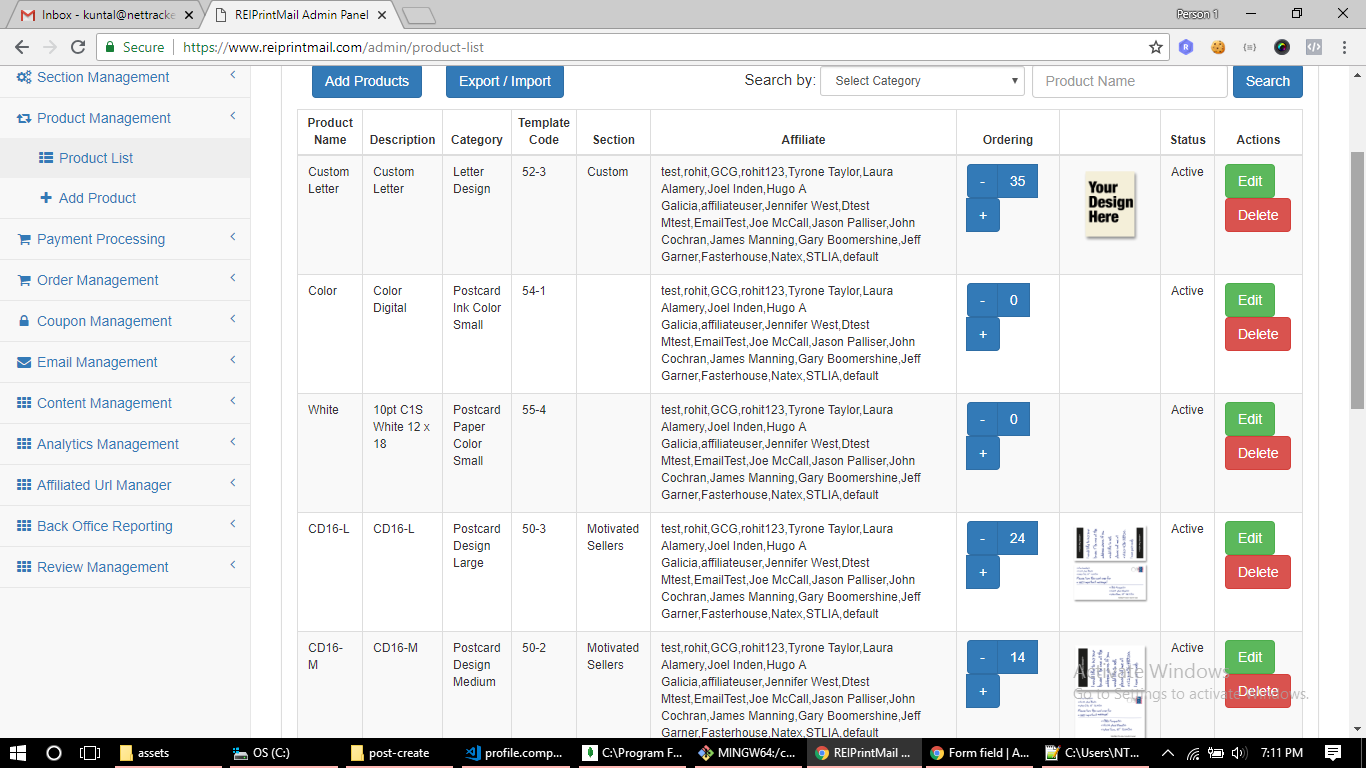 Inbox - kuntal@nettracke
REIPrintMail Admin Panel
Person 1
Secure
https://www.reiprintmail.com/admin/product-list
Section Management
Product Management
Product List
Add Product
Payment Processing
Order Management
Coupon Management
Email Management
Content Management
Analytics Management
Affiliated Url Manager
Back Office Reporting
Review Management
Add Products
Export / Import
Search by:
Select Category
Product Name
Search
Product Name
Description
Category
Template Code
Section
Affiliate
Ordering
Status
Actions
Custom
Letter
Custom
Letter
Letter
Design
52-3
Custom
test,rohit,GCG,rohit123,Tyrone Taylor,Laura
Alamery,Joel Inden,Hugo A
Galicia,affiliateuser,Jennifer West,Dtest
Mtest,EmailTest,Joe McCall,Jason Palliser,John
Cochran,James Manning,Gary Boomershine,Jeff
Garner,Fasterhouse,Natex,STLIA,default
- 35
+
Your
Design
Here
Active
Edit
Delete
Color
Color
Digital
Postcard
Ink Color
Small
54-1
test,rohit,GCG,rohit123,Tyrone Taylor,Laura
Alamery,Joel Inden,Hugo A
Galicia,affiliateuser,Jennifer West,Dtest
Mtest,EmailTest,Joe McCall,Jason Palliser,John
Cochran,James Manning,Gary Boomershine,Jeff
Garner,Fasterhouse,Natex,STLIA,default
- 0
+
Active
Edit
Delete
White
10pt C1S
White 12 x
18
Postcard
Paper
Color
Small
55-4
test,rohit,GCG,rohit123,Tyrone Taylor,Laura
Alamery,Joel Inden,Hugo A
Galicia,affiliateuser,Jennifer West,Dtest
Mtest,EmailTest,Joe McCall,Jason Palliser,John
Cochran,James Manning,Gary Boomershine,Jeff
Garner,Fasterhouse,Natex,STLIA,default
- 0
+
Active
Edit
Delete
CD16-L
CD16-L
Postcard
Design
Large
50-3
Motivated
Sellers
test,rohit,GCG,rohit123,Tyrone Taylor,Laura
Alamery,Joel Inden,Hugo A
Galicia,affiliateuser,Jennifer West,Dtest
Mtest,EmailTest,Joe McCall,Jason Palliser,John
Cochran,James Manning,Gary Boomershine,Jeff
Garner,Fasterhouse,Natex,STLIA,default
- 24
+
Active
Edit
Delete
CD16-
M
CD16-M
Postcard
Design
Medium
50-2
Motivated
Sellers
test,rohit,GCG,rohit123,Tyrone Taylor,Laura
Alamery,Joel Inden,Hugo A
Galicia,affiliateuser,Jennifer West,Dtest
Mtest,EmailTest,Joe McCall,Jason Palliser,John
Cochran,James Manning,Gary Boomershine,Jeff
Garner,Fasterhouse,Natex,STLIA,default
- 14
+
Active
Edit
Delete
Activate Windows
Go to Settings to activate Windows.
assets
OS (C:)
post-create
profile.comp...
C:\Program F...
MINGW64:/c...
REIPrintMail ...
Form field | A...
C:\Users\NT...
7:11 PM